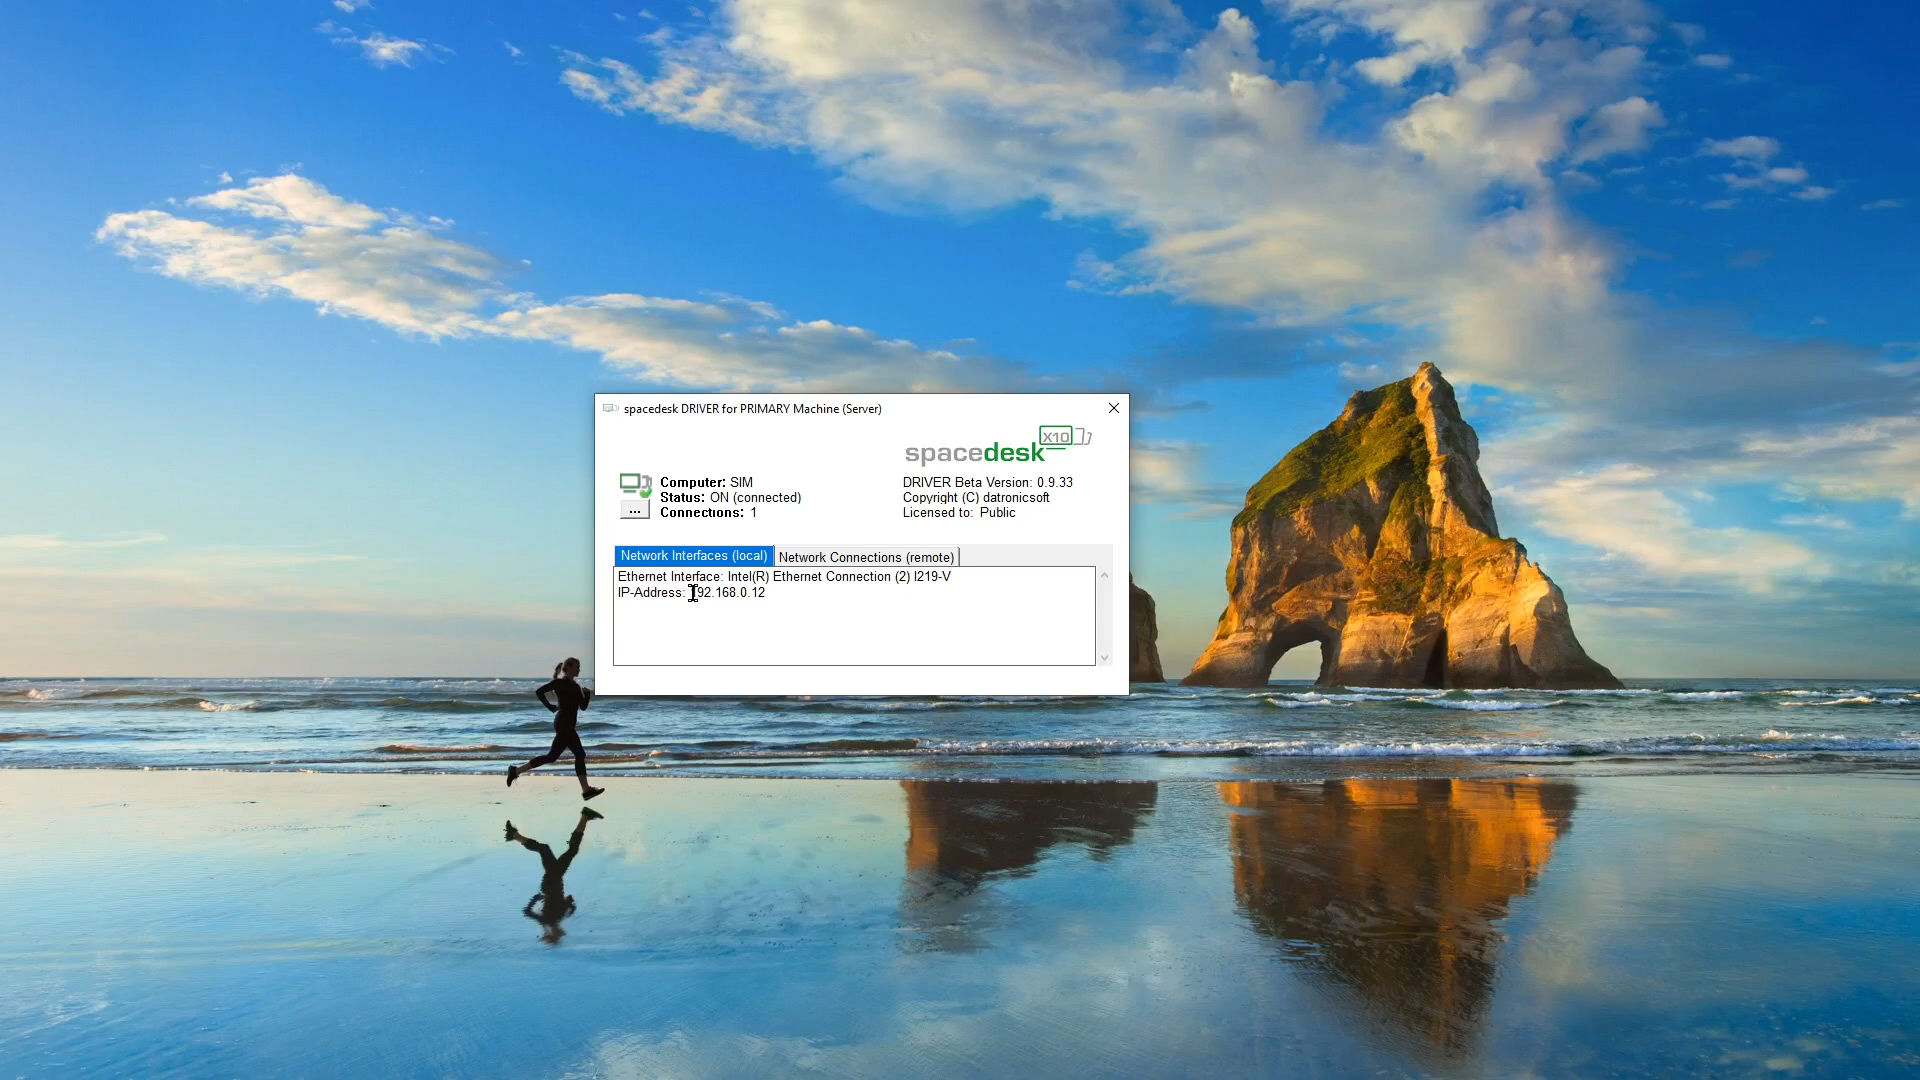 spacedesk DRIVER for PRIMARY Machine (Server)
spacedesk X10
Computer: SIM
Status: ON (connected)
Connections: 1
...
DRIVER Beta Version: 0.9.33
Copyright (C) datronicsoft
Licensed to: Public
Network Interfaces (local)
Network Connections (remote)
Ethernet Interface: Intel(R) Ethernet Connection (2) I219-V
IP-Address: 192.168.0.12